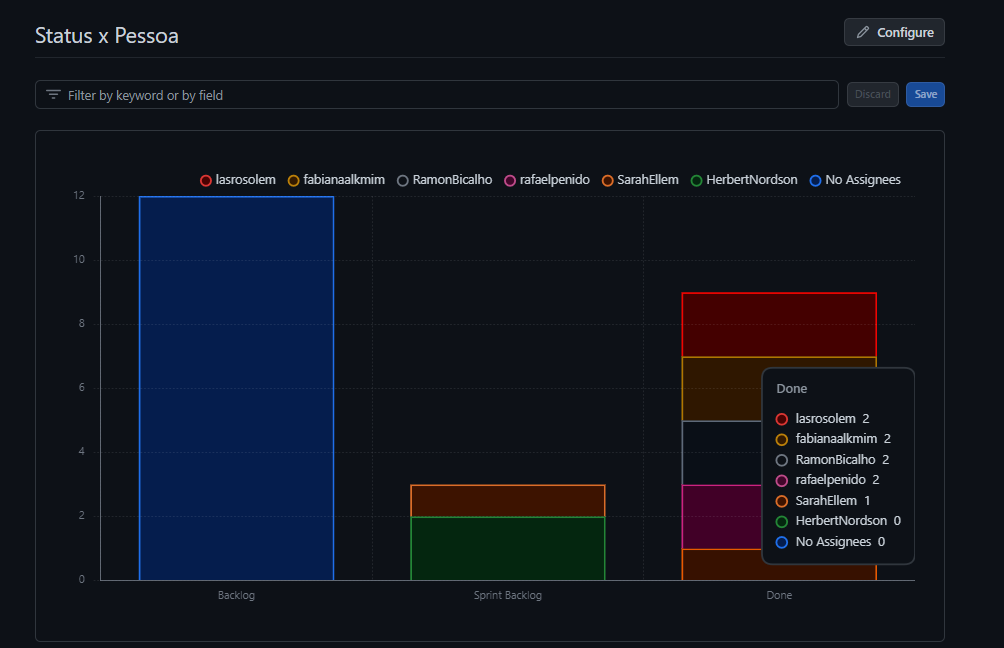 Status x Pessoa
Configure
Filter by keyword or by field
Discard
Save
lasrosolem fabianaalkmim RamonBicalho rafaelpenido SarahEllem HerbertNordson No Assignees
12
10
8
6
4
2
0
Backlog Sprint Backlog Done
Done
lasrosolem 2
fabianaalkmim 2
RamonBicalho 2
rafaelpenido 2
SarahEllem 1
HerbertNordson 0
No Assignees 0